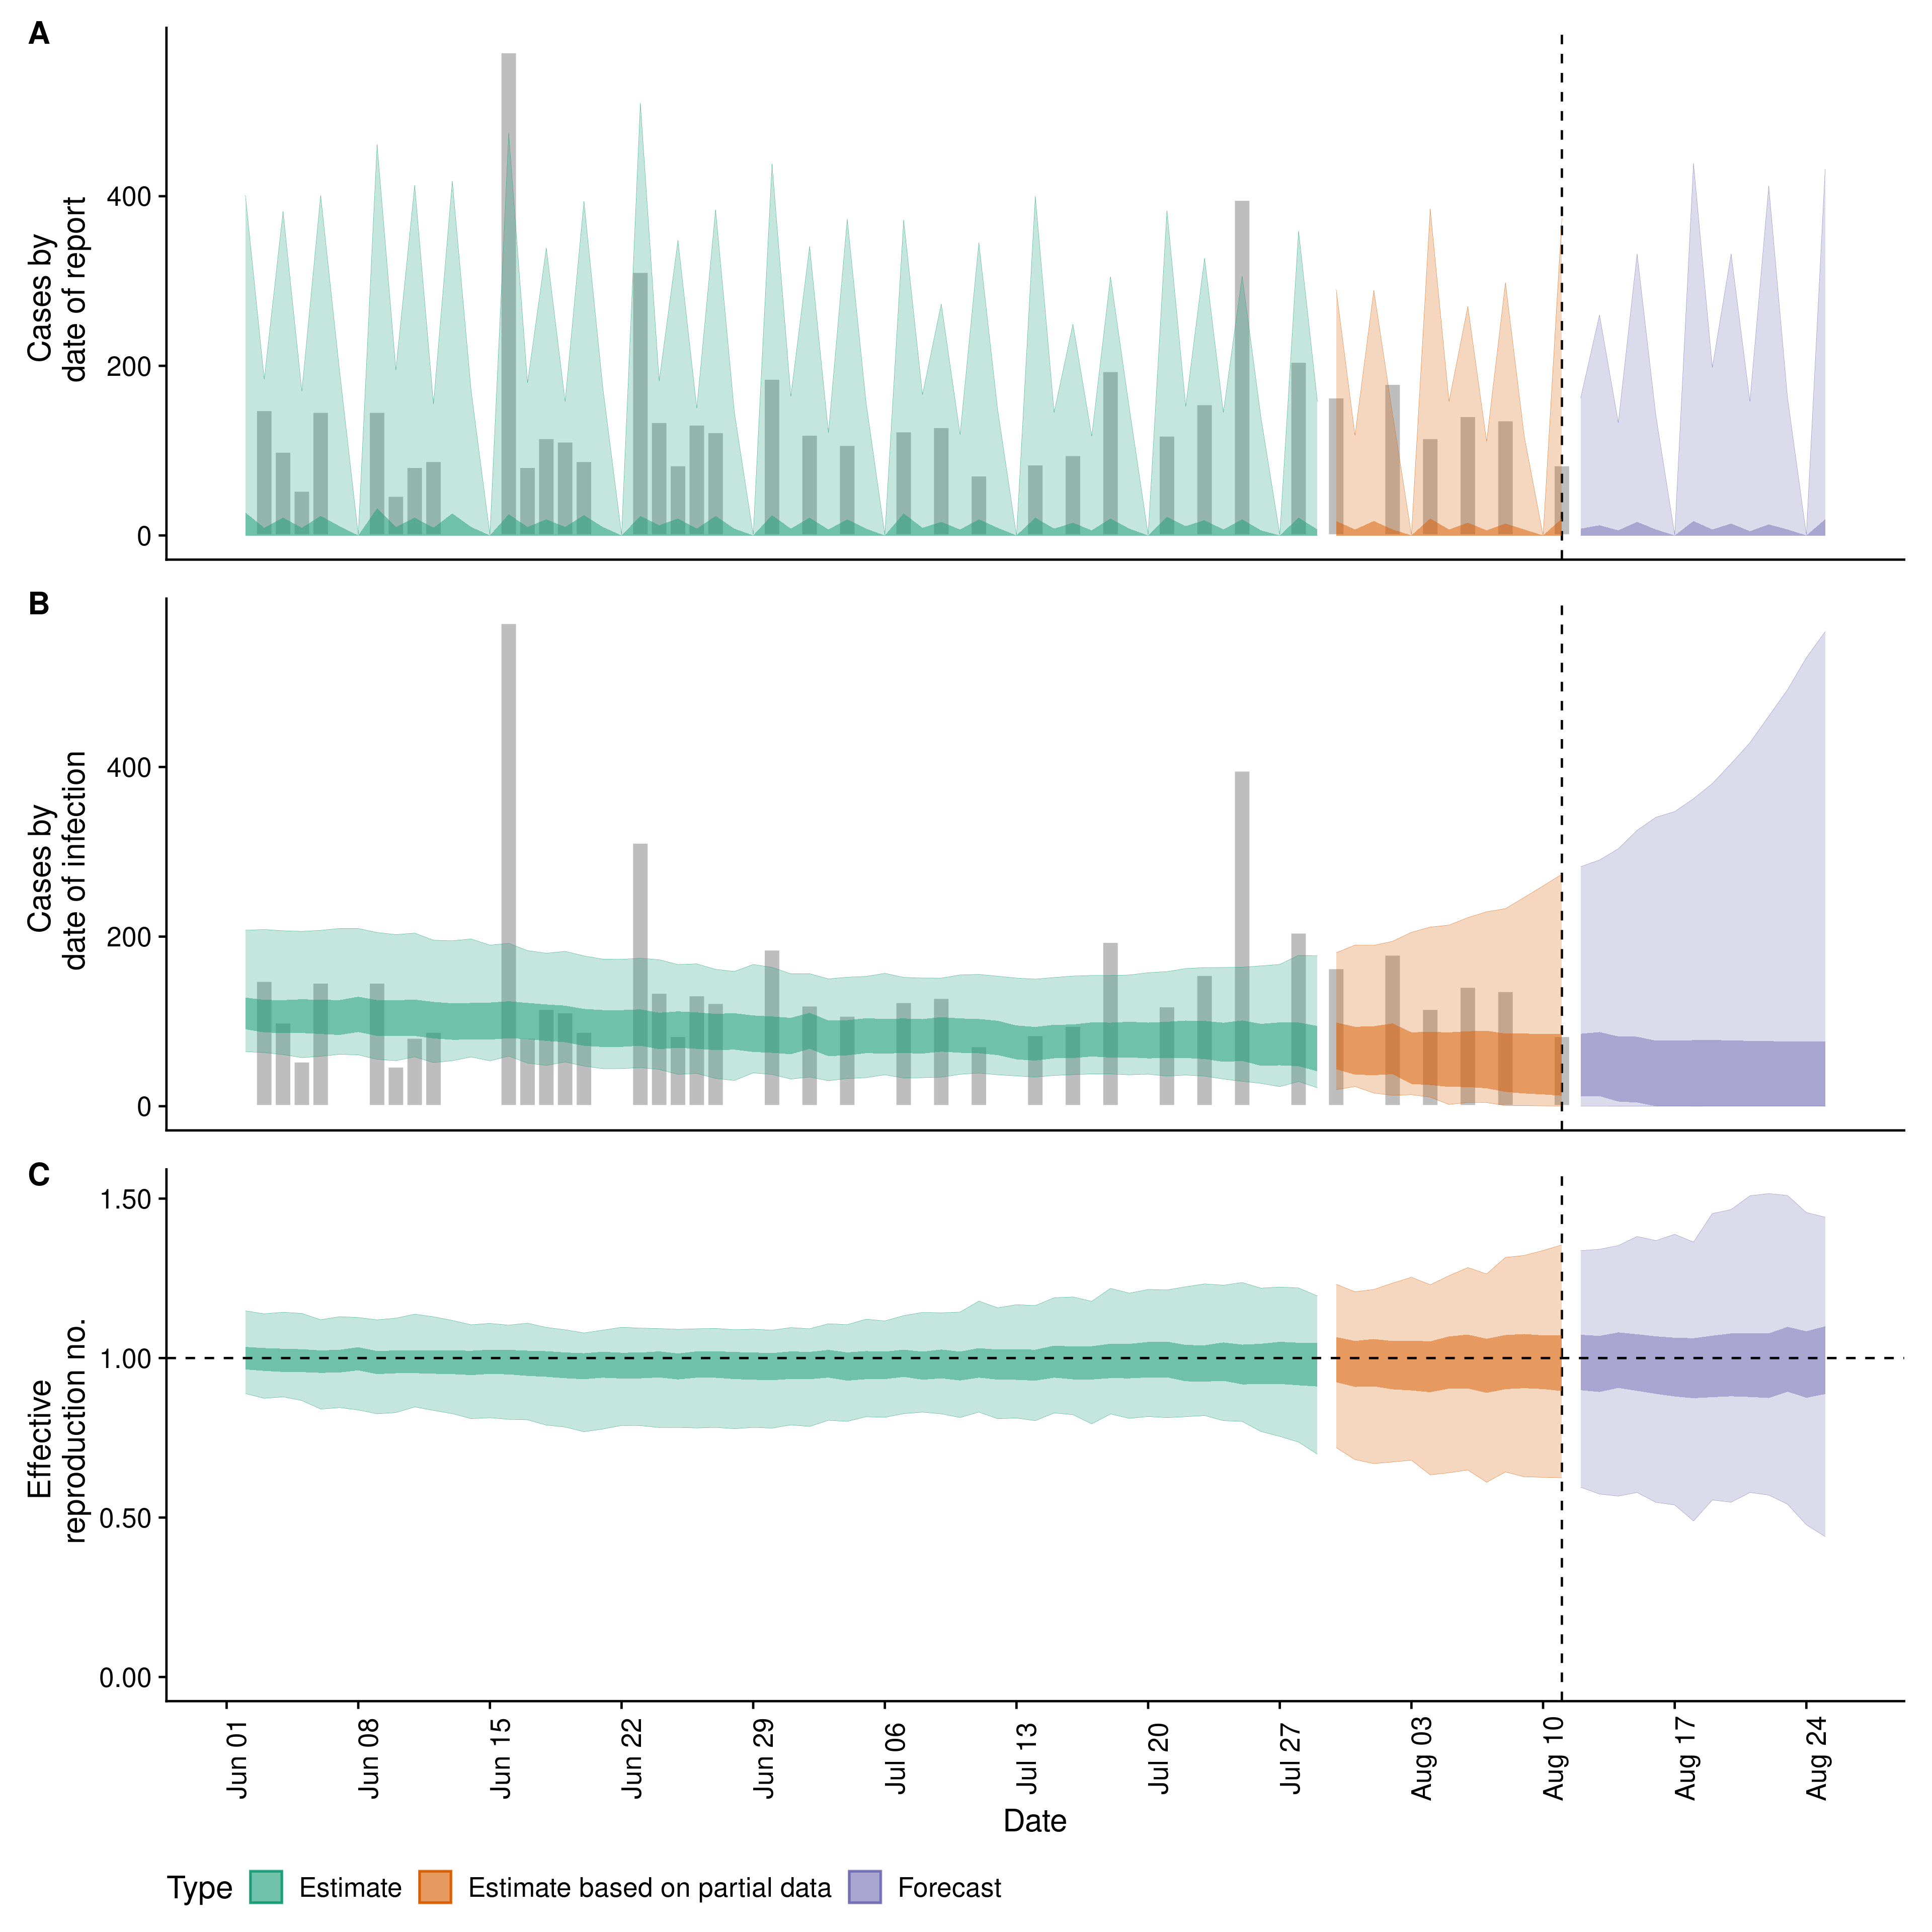 A
Cases by
date of report
400
200
0
B
Cases by
date of infection
400
200
0
C
Effective
reproduction no.
1.50
1.00
0.50
0.00
Jun 01
Jun 08
Jun 15
Jun 22
Jun 29
Jul 06
Jul 13
Jul 20
Jul 27
Aug 03
Aug 10
Aug 17
Aug 24
Date
Type Estimate Estimate based on partial data Forecast